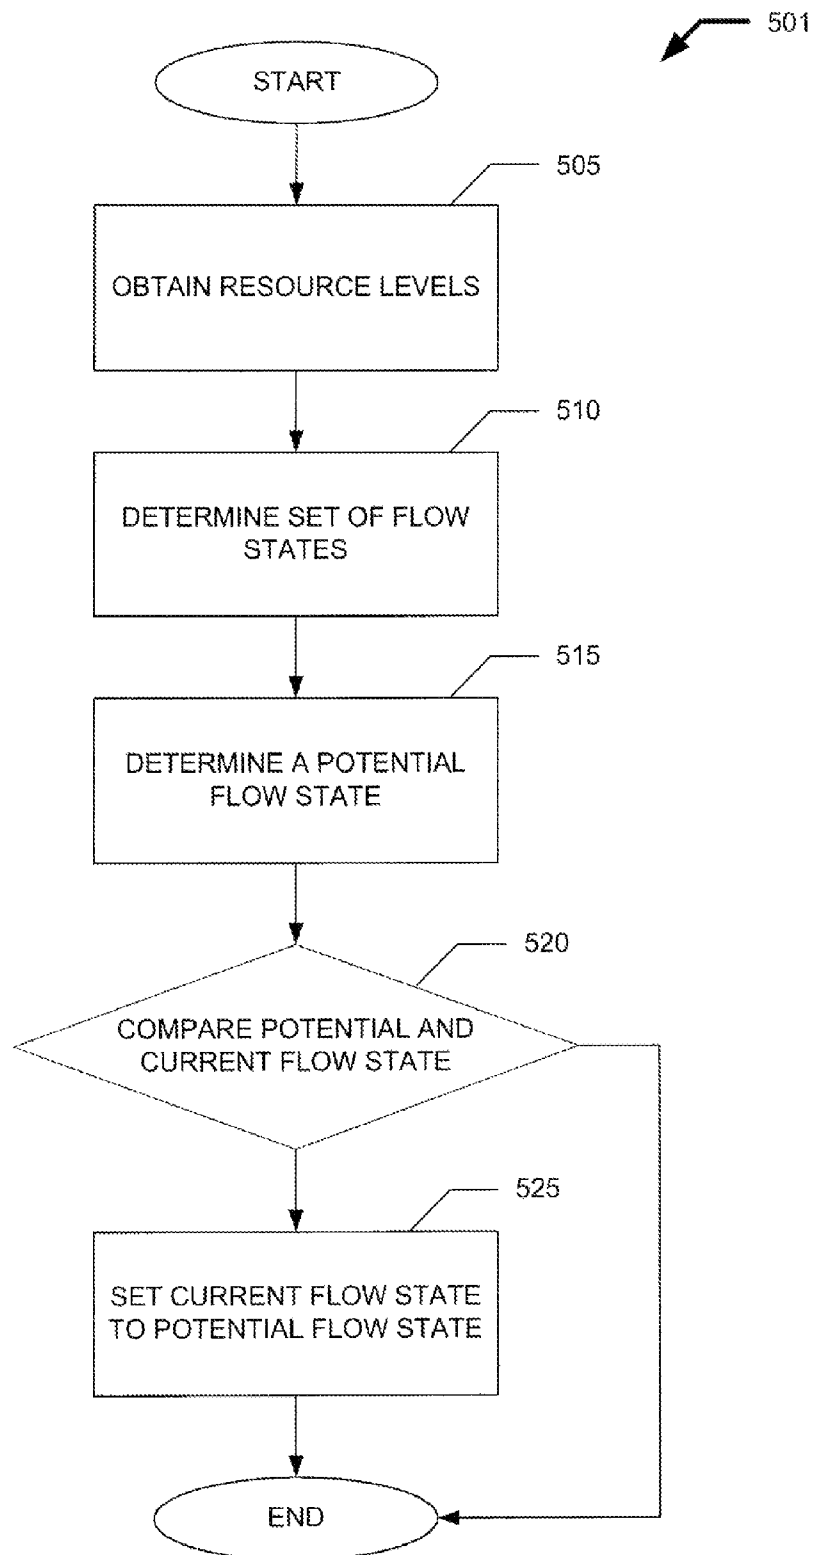 501
START
505
OBTAIN RESOURCE LEVELS
510
DETERMINE SET OF FLOW
STATES
515
DETERMINE A POTENTIAL
FLOW STATE
520
COMPARE POTENTIAL AND
CURRENT FLOW STATE
525
SET CURRENT FLOW STATE
TO POTENTIAL FLOW STATE
END